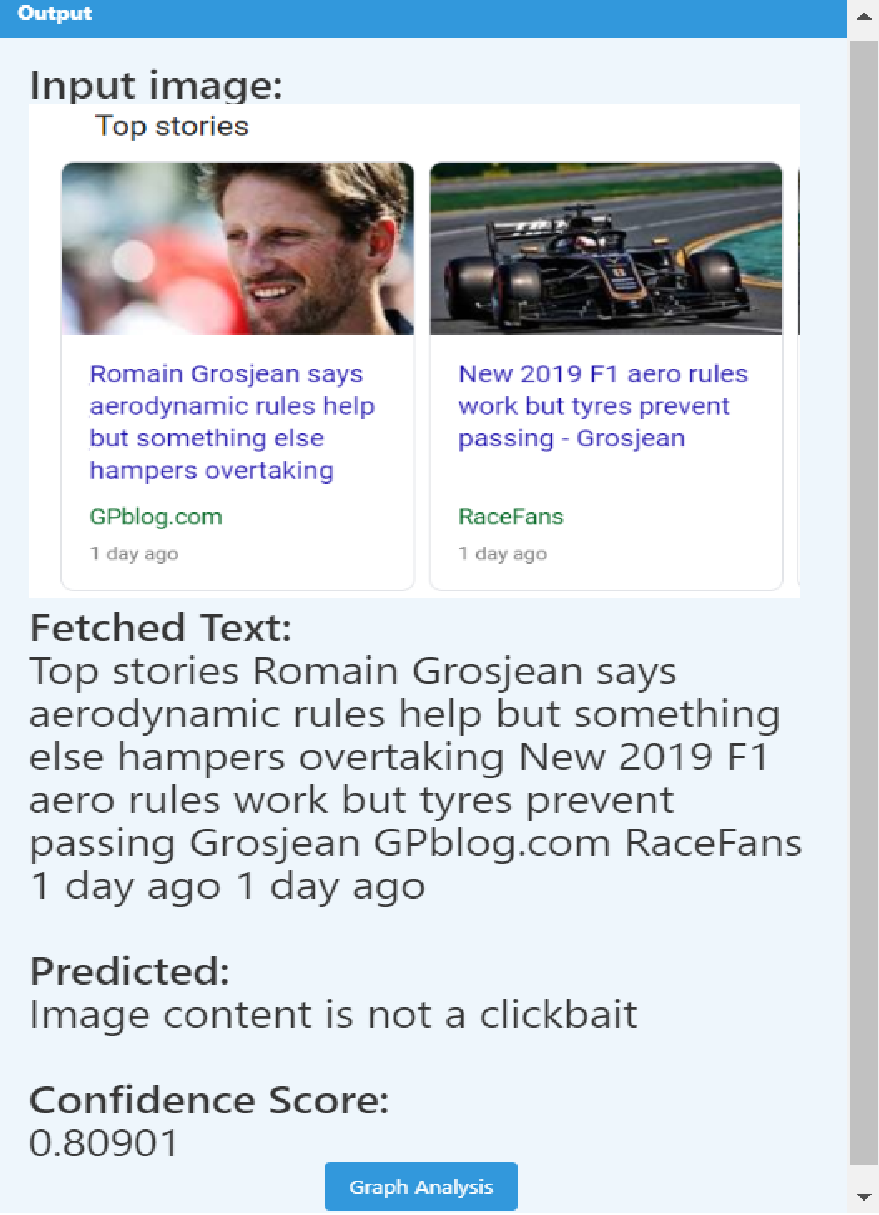 Output
Input image:
Top stories
Romain Grosjean says
aerodynamic rules help
but something else
hampers overtaking
GPblog.com
1 day ago
New 2019 F1 aero rules
work but tyres prevent
passing - Grosjean
RaceFans
1 day ago
Fetched Text:
Top stories Romain Grosjean says
aerodynamic rules help but something
else hampers overtaking New 2019 F1
aero rules work but tyres prevent
passing Grosjean GPblog.com RaceFans
1 day ago 1 day ago
Predicted:
Image content is not a clickbait
Confidence Score:
0.80901
Graph Analysis